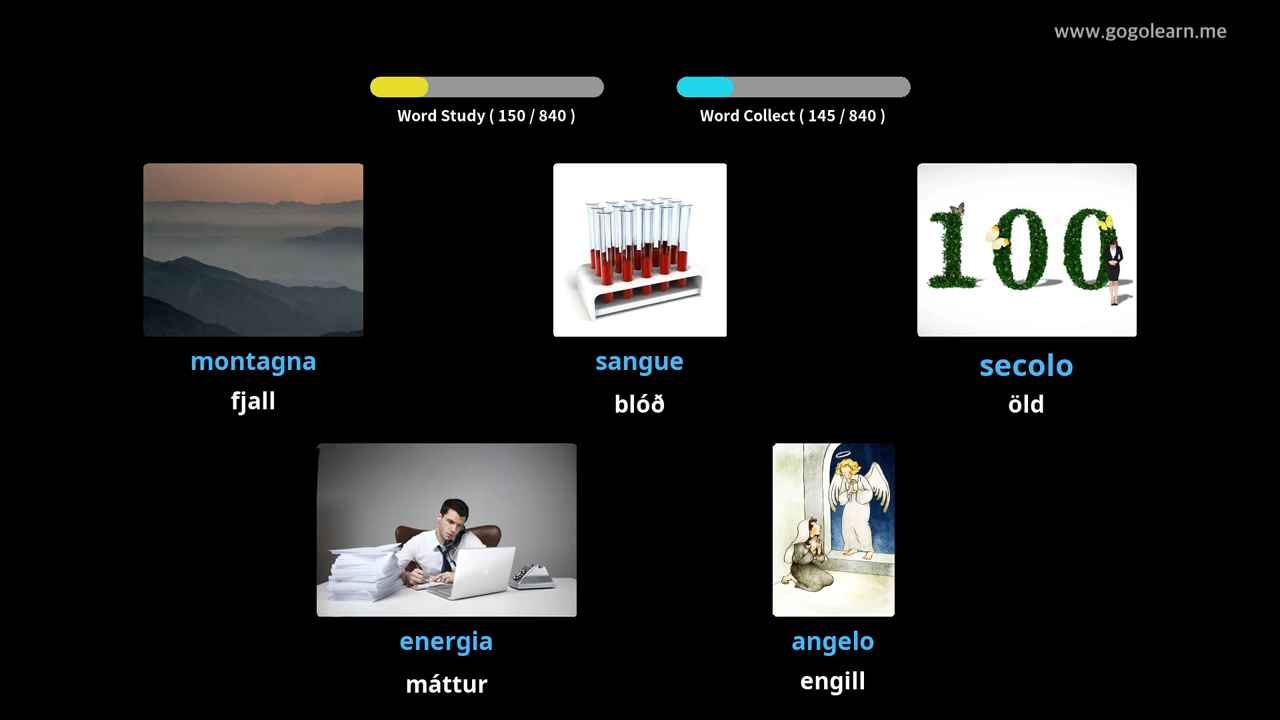 www.gogolearn.me
Word Study ( 150 / 840 )
Word Collect ( 145 / 840 )
montagna
fjall
sangue
blóð
secolo
öld
energia
máttur
angelo
engill